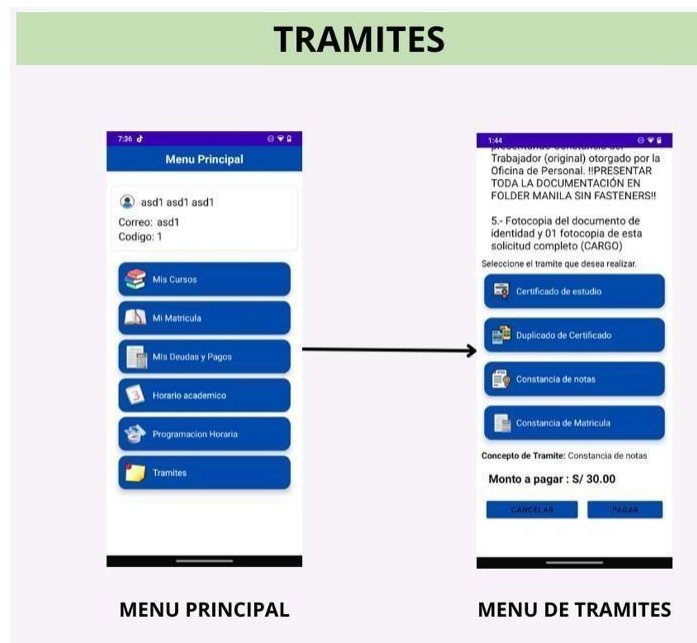 TRAMITES
7:36
Menu Principal
asd1 asd1 asd1
Correo: asd1
Codigo: 1
Mis Cursos
Mi Matricula
Mis Deudas y Pagos
Horario academico
Programacion Horaria
Tramites
MENU PRINCIPAL
1:44
Trabajador (original) otorgado por la
Oficina de Personal. !!PRESENTAR
TODA LA DOCUMENTACIÓN EN
FOLDER MANILA SIN FASTENERS!!
5.- Fotocopia del documento de
identidad y 01 fotocopia de esta
solicitud completo (CARGO)
Seleccione el tramite que desea realizar.
Certificado de estudio
Duplicado de Certificado
Constancia de notas
Constancia de Matricula
Concepto de Tramite: Constancia de notas
Monto a pagar : S/ 30.00
CANCELAR PAGAR
MENU DE TRAMITES